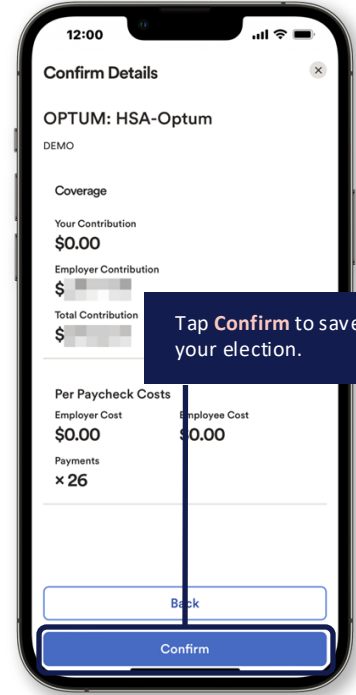 12:00
Confirm Details
OPTUM: HSA-Optum
DEMO
Coverage
Your Contribution
$0.00
Employer Contribution
$
Total Contribution
$
Tap Confirm to save
your election.
Per Paycheck Costs
Employer Cost Employee Cost
$0.00 $0.00
Payments
× 26
Back
Confirm